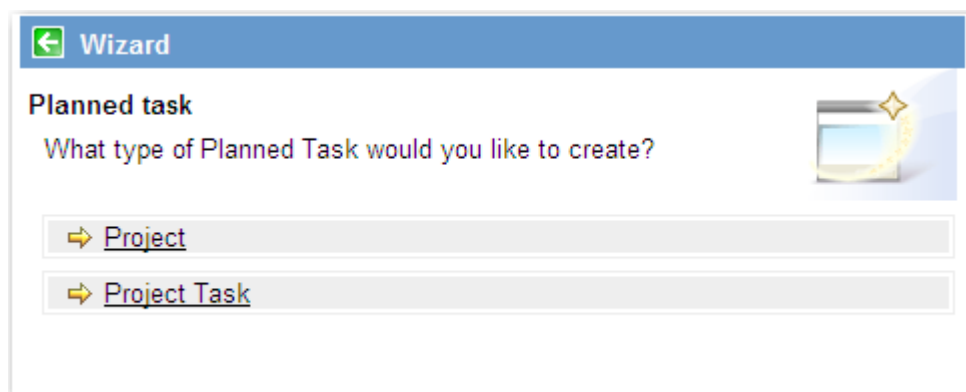 Wizard
Planned task
What type of Planned Task would you like to create?
Project
Project Task